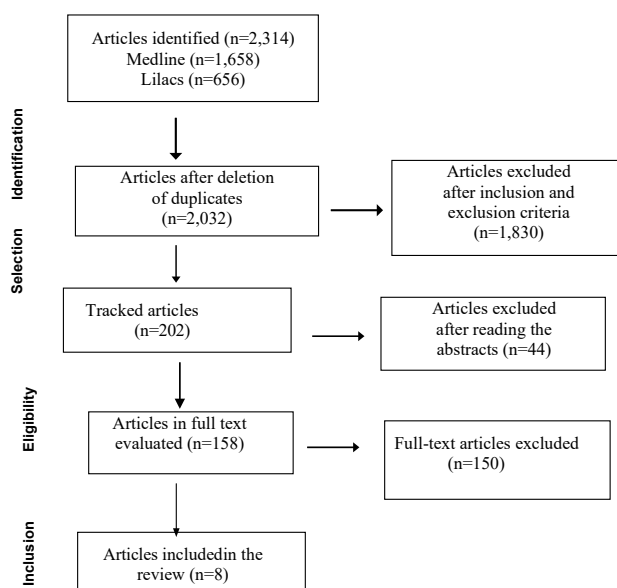 Articles identified (n=2,314)
Medline (n=1,658)
Lilacs (n=656)
Identification
Articles after deletion
of duplicates
(n=2,032)
Articles excluded
after inclusion and
exclusion criteria
(n=1,830)
Selection
Tracked articles
(n=202)
Articles excluded
after reading the
abstracts (n=44)
Eligibility
Articles in full text
evaluated (n=158)
Full-text articles excluded
(n=150)
Inclusion
Articles includedin the
review (n=8)